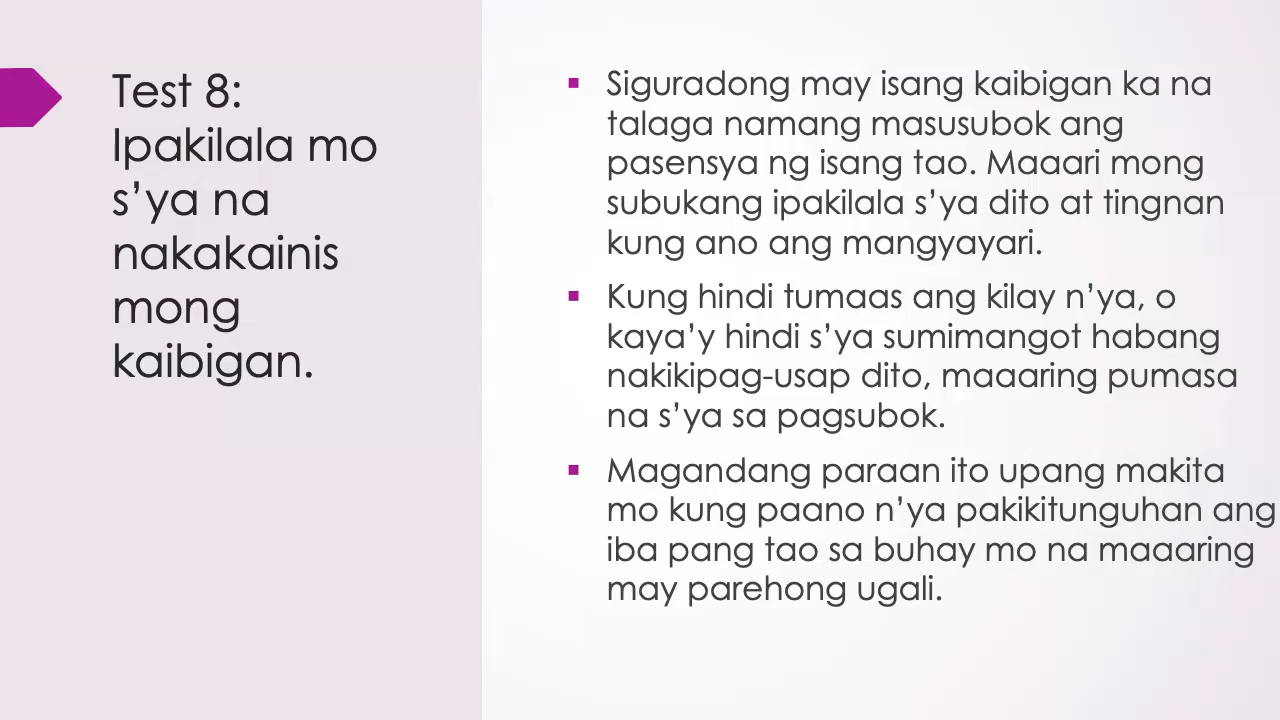 Test 8:
Ipakilala mo
s’ya na
nakakainis
mong
kaibigan.
▪ Siguradong may isang kaibigan ka na
talaga namang masusubok ang
pasensya ng isang tao. Maaari mong
subukang ipakilala s’ya dito at tingnan
kung ano ang mangyayari.
▪ Kung hindi tumaas ang kilay n’ya, o
kaya’y hindi s’ya sumimangot habang
nakikipag-usap dito, maaaring pumasa
na s’ya sa pagsubok.
▪ Magandang paraan ito upang makita
mo kung paano n’ya pakikitunguhan ang
iba pang tao sa buhay mo na maaaring
may parehong ugali.